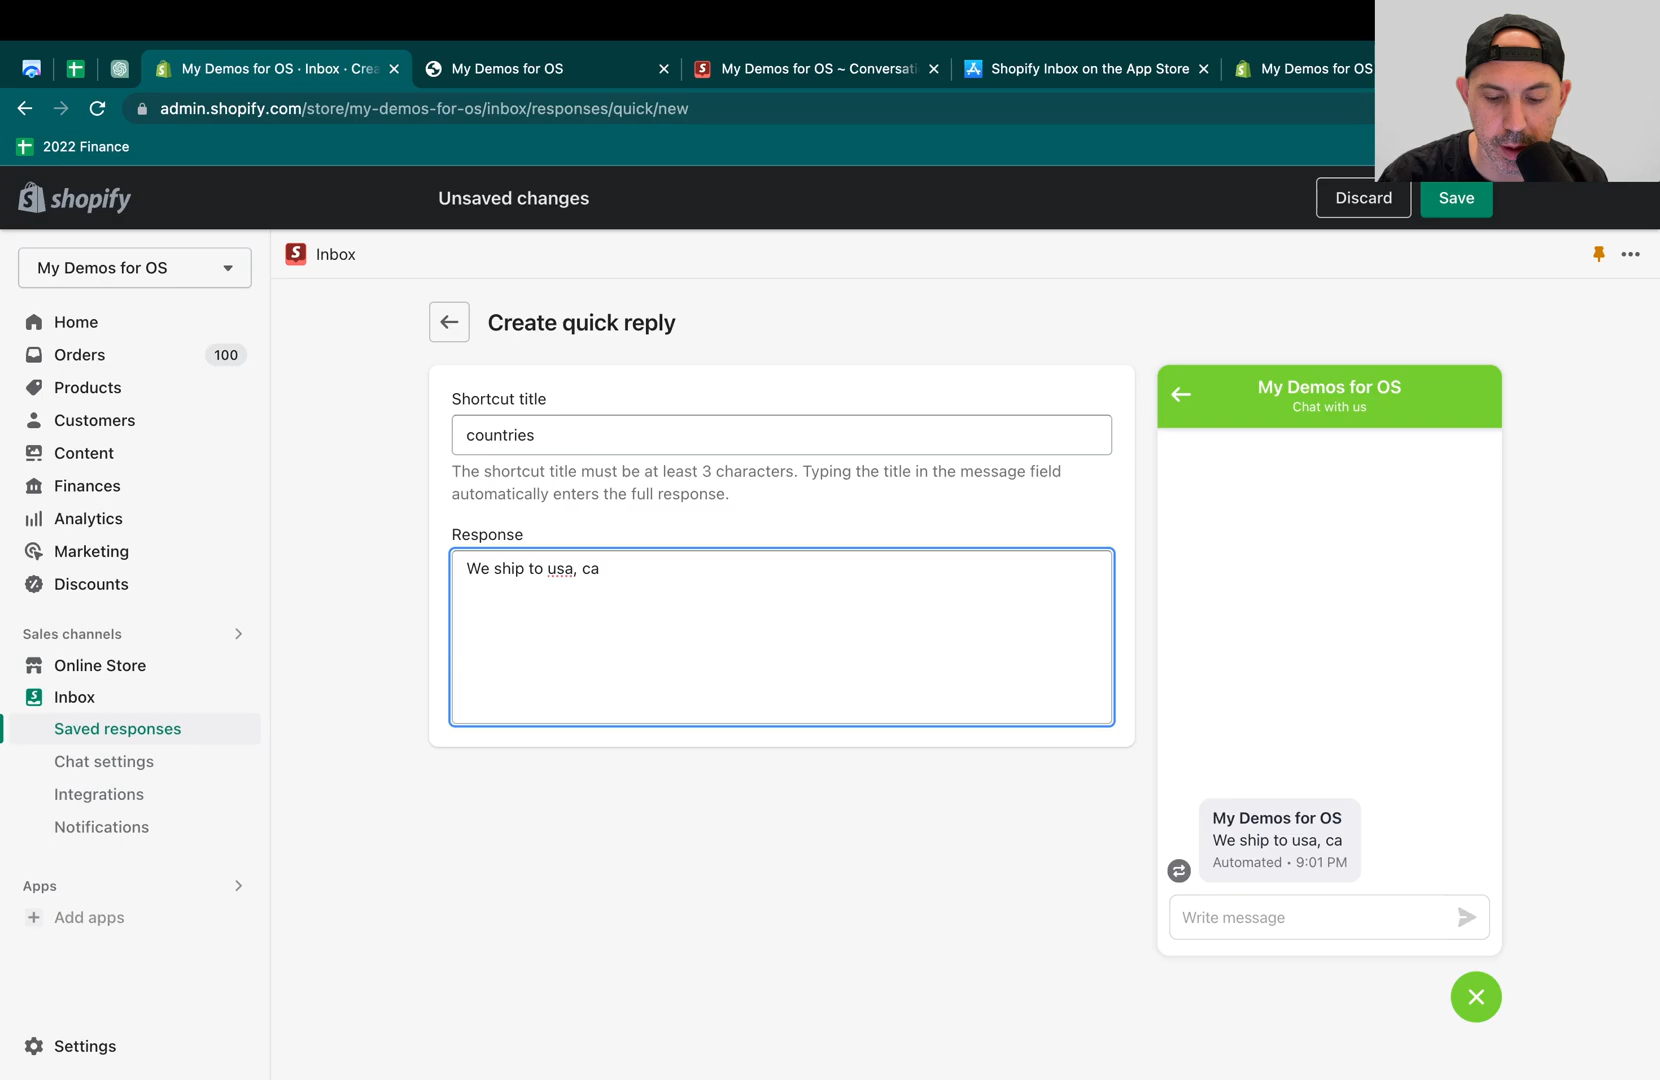 My Demos for OS · Inbox · Crea
My Demos for OS
My Demos for OS ~ Conversati
Shopify Inbox on the App Store
My Demos for OS
admin.shopify.com/store/my-demos-for-os/inbox/responses/quick/new
2022 Finance
shopify
Unsaved changes
Discard
Save
My Demos for OS
Inbox
Home
Orders
100
Products
Customers
Content
Finances
Analytics
Marketing
Discounts
Sales channels
Online Store
Inbox
Saved responses
Chat settings
Integrations
Notifications
Apps
Add apps
Settings
Create quick reply
Shortcut title
countries
The shortcut title must be at least 3 characters. Typing the title in the message field
automatically enters the full response.
Response
We ship to usa, ca
My Demos for OS
Chat with us
My Demos for OS
We ship to usa, ca
Automated • 9:01 PM
Write message